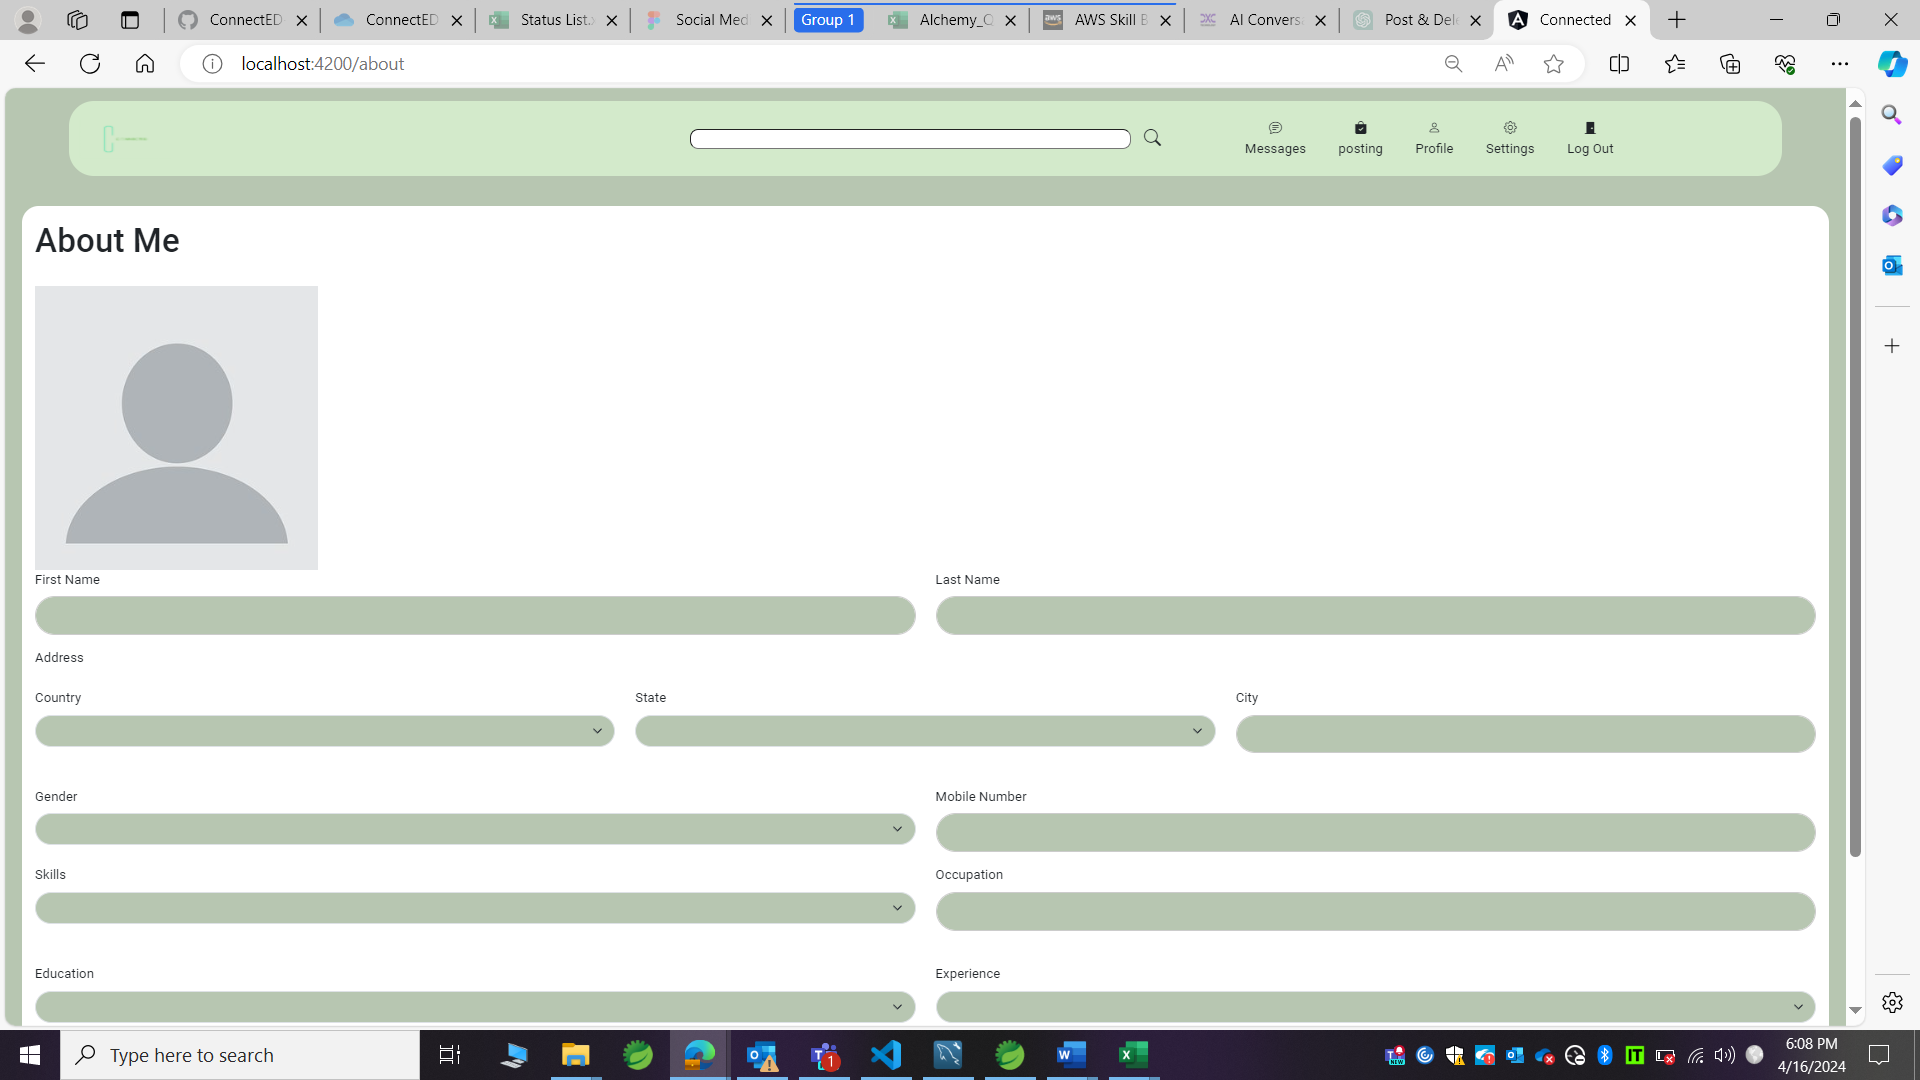 ConnectED
ConnectED
Status List.
Social Med
Group 1
Alchemy_
AWS Skill
AI Convers
Post & Del
Connected
localhost:4200/about
Messages
posting
Profile
Settings
Log Out
About Me
First Name
Last Name
Address
Country
State
City
Gender
Mobile Number
Skills
Occupation
Education
Experience
Type here to search
1
6:08 PM
4/16/2024